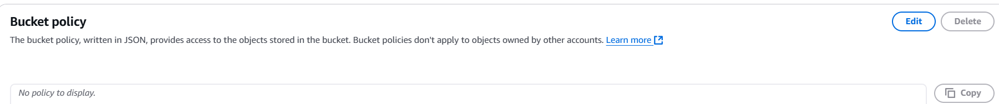 Bucket policy
Edit
Delete
The bucket policy, written in JSON, provides access to the objects stored in the bucket. Bucket policies don't apply to objects owned by other accounts. Learn more
No policy to display.
Copy